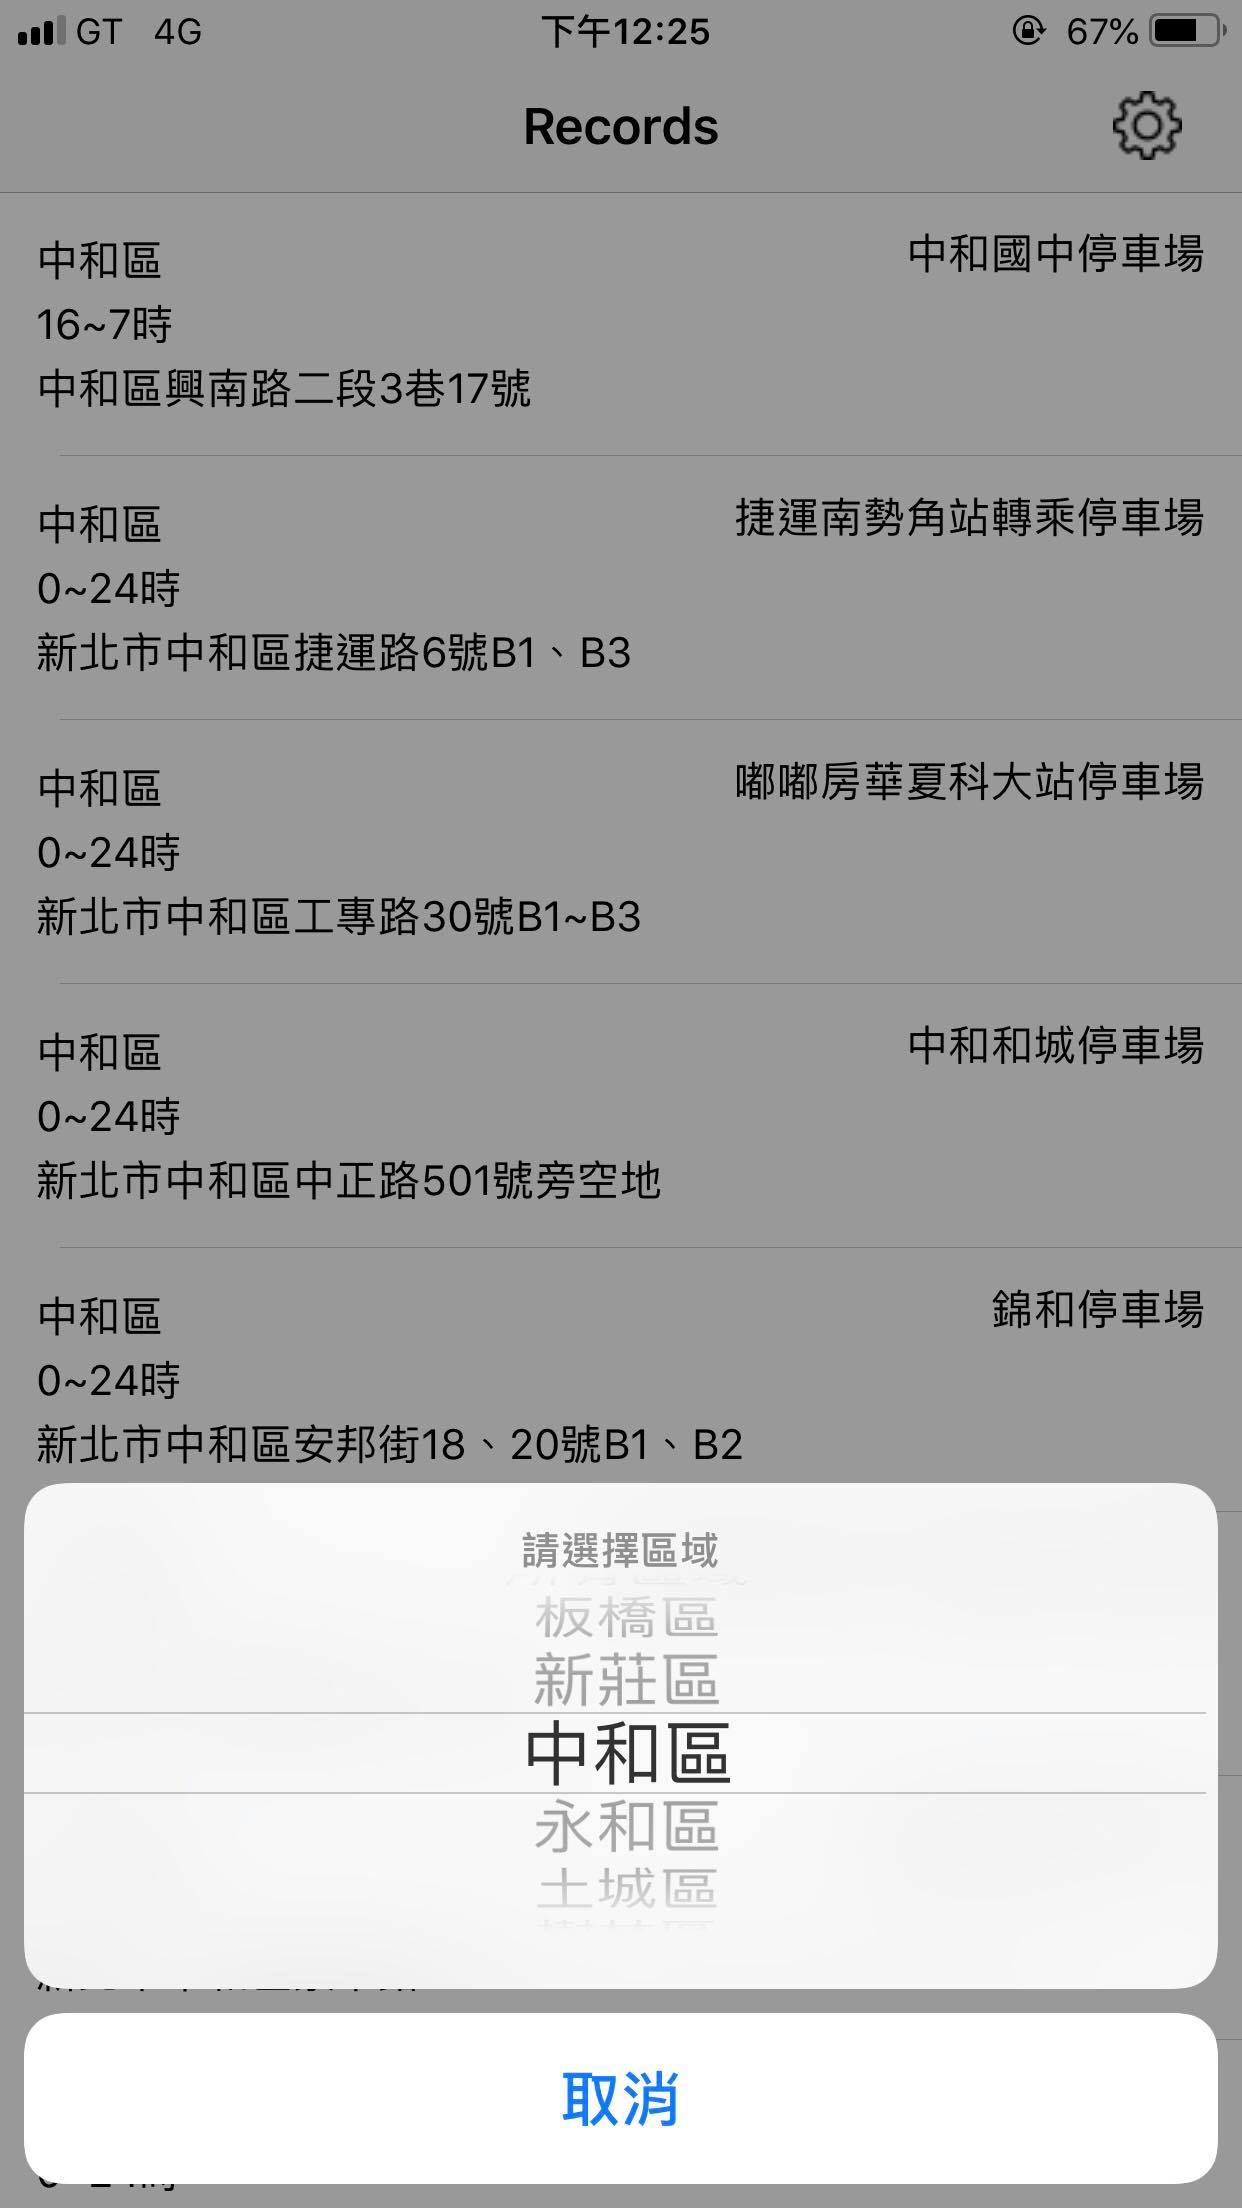 GT 4G 下午12:25 67%
Records
中和區 中和國中停車場
16~7時
中和區興南路二段3巷17號
中和區 捷運南勢角站轉乘停車場
0~24時
新北市中和區捷運路6號B1、B3
中和區 嘟嘟房華夏科大站停車場
0~24時
新北市中和區工專路30號B1~B3
中和區 中和和城停車場
0~24時
新北市中和區中正路501號旁空地
中和區 錦和停車場
0~24時
新北市中和區安邦街18、20號B1、B2
請選擇區域
板橋區
新莊區
中和區
永和區
土城區
取消